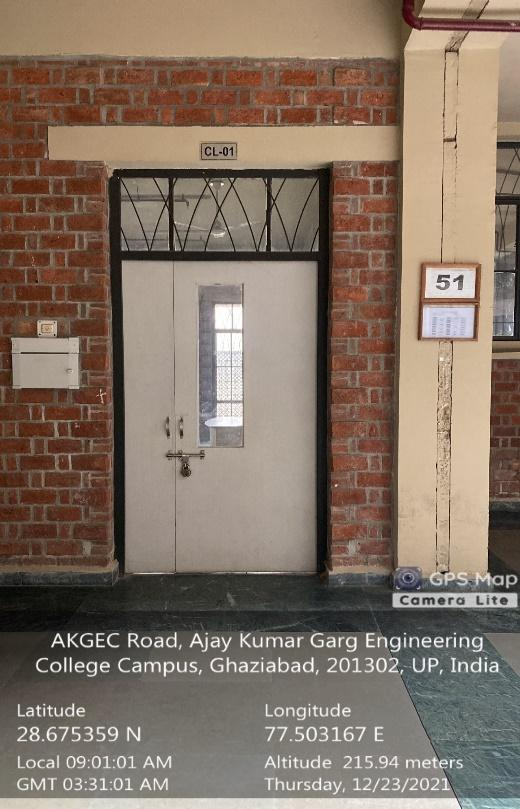 CL-01
51
GPS Map
Camera Lite
AKGEC Road, Ajay Kumar Garg Engineering
College Campus, Ghaziabad, 201302, UP, India
Latitude
Longitude
28.675359 N
77.503167 E
Local 09:01:01 AM
Altitude 215.94 meters
GMT 03:31:01 AM
Thursday, 12/23/2021